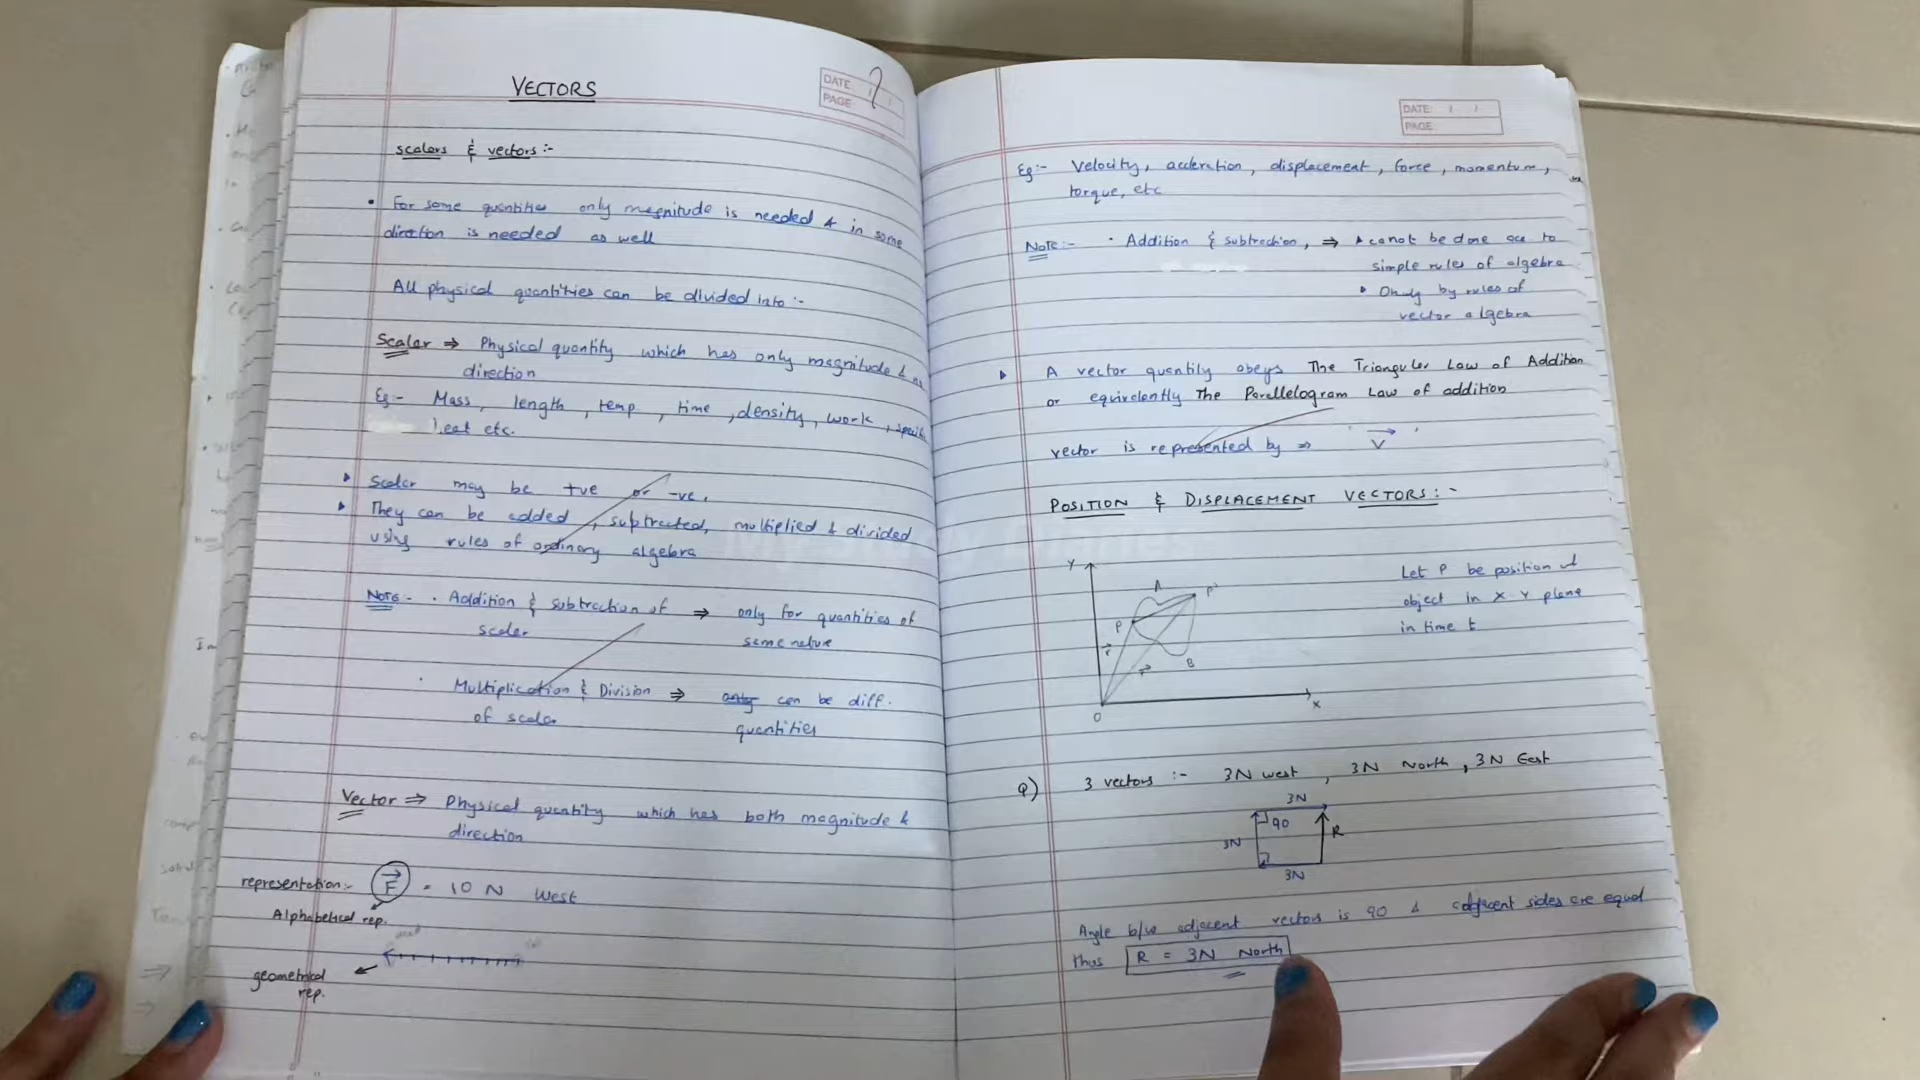 VECTORS
DATE
PAGE
scalars & vectors :-
• For some quantities only magnitude is needed & in some
direction is needed as well
All physical quantities can be divided into :-
Scalar ⇒ Physical quantity which has only magnitude & no
direction
Eg:- Mass, length, temp, time, density, work, specific
heat etc.
Scalar may be +ve or -ve.
They can be added, subtracted, multiplied & divided
using rules of ordinary algebra
Note - • Addition & subtraction of ⇒ only for quantities of
scalar same nature
• Multiplication & Division ⇒ can be diff.
of scalar quantities
Vector ⇒ Physical quantity which has both magnitude &
direction
representation:- F = 10 N West
Alphabetical rep.
geometrical
rep.
DATE
PAGE
Eg:- Velocity, accleration, displacement, force, momentum,
torque, etc
Note:- • Addition & subtraction, ⇒ canot be done acc to
simple rules of algebra
Only by rules of
vector algebra
A vector quantity obeys The Triangular Law of Addition
or equivelently The Parellelogram Law of addition
vector is represented by ⇒ V
POSITION & DISPLACEMENT VECTORS:-
My Study Diaries
Y
A P'
P
r
r
B
O X
Let P be position of
object in X-Y plane
in time t
Q) 3 vectors :- 3N west, 3N North, 3N East
3N
90
3N R
3N
Angle b/w adjacent vectors is 90 & adjacent sides are equal
thus R = 3N North